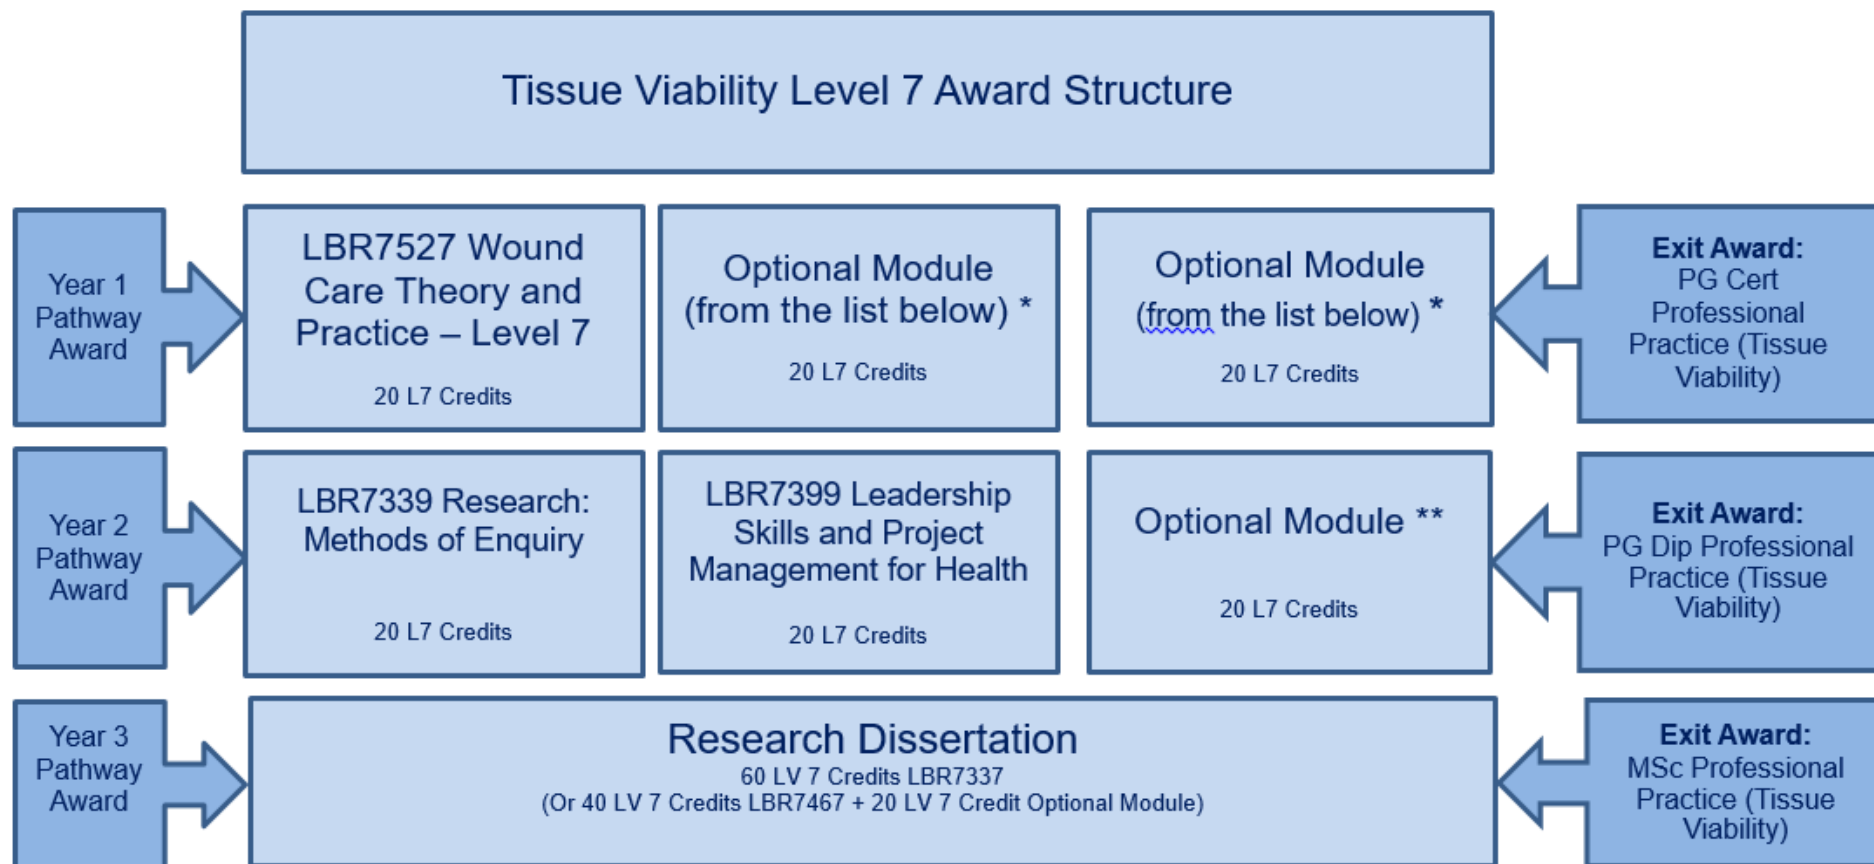 Tissue Viability Level 7 Award Structure
Year 1
Pathway
Award
LBR7527 Wound
Care Theory and
Practice – Level 7
20 L7 Credits
Optional Module
(from the list below) *
20 L7 Credits
Optional Module
(from the list below) *
20 L7 Credits
Exit Award:
PG Cert
Professional
Practice (Tissue
Viability)
Year 2
Pathway
Award
LBR7339 Research:
Methods of Enquiry
20 L7 Credits
LBR7399 Leadership
Skills and Project
Management for Health
20 L7 Credits
Optional Module **
20 L7 Credits
Exit Award:
PG Dip Professional
Practice (Tissue
Viability)
Year 3
Pathway
Award
Research Dissertation
60 LV 7 Credits LBR7337
(Or 40 LV 7 Credits LBR7467 + 20 LV 7 Credit Optional Module)
Exit Award:
MSc Professional
Practice (Tissue
Viability)